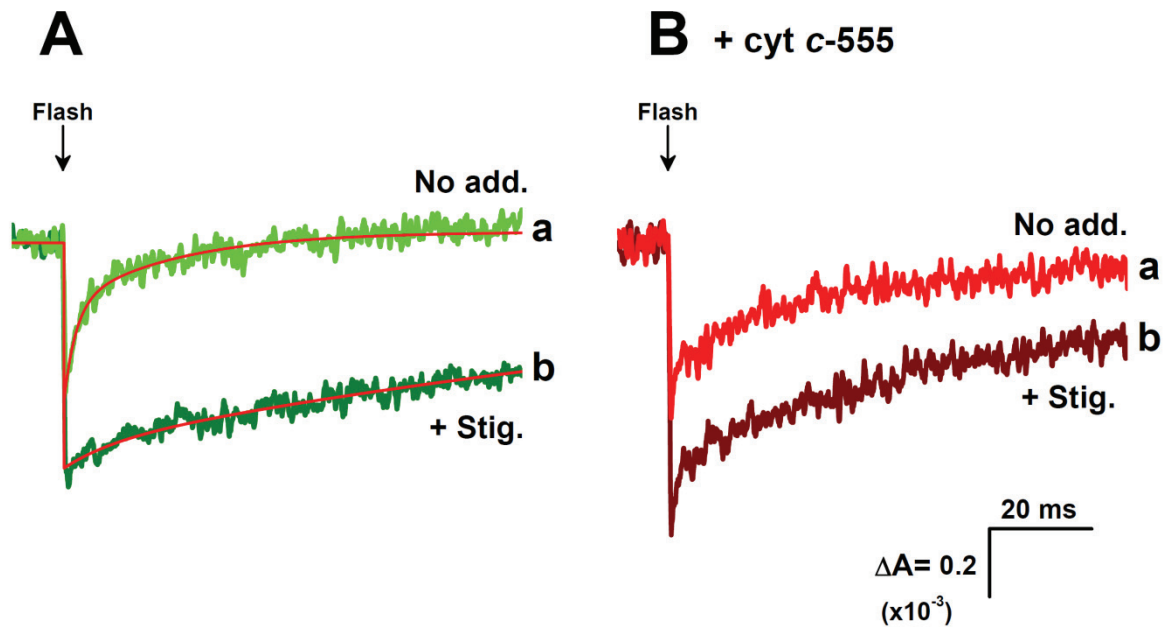 A
Flash
No add.
a
b
+ Stig.
B + cyt c-555
Flash
No add.
a
b
+ Stig.
20 ms
ΔA= 0.2
(x10⁻³)